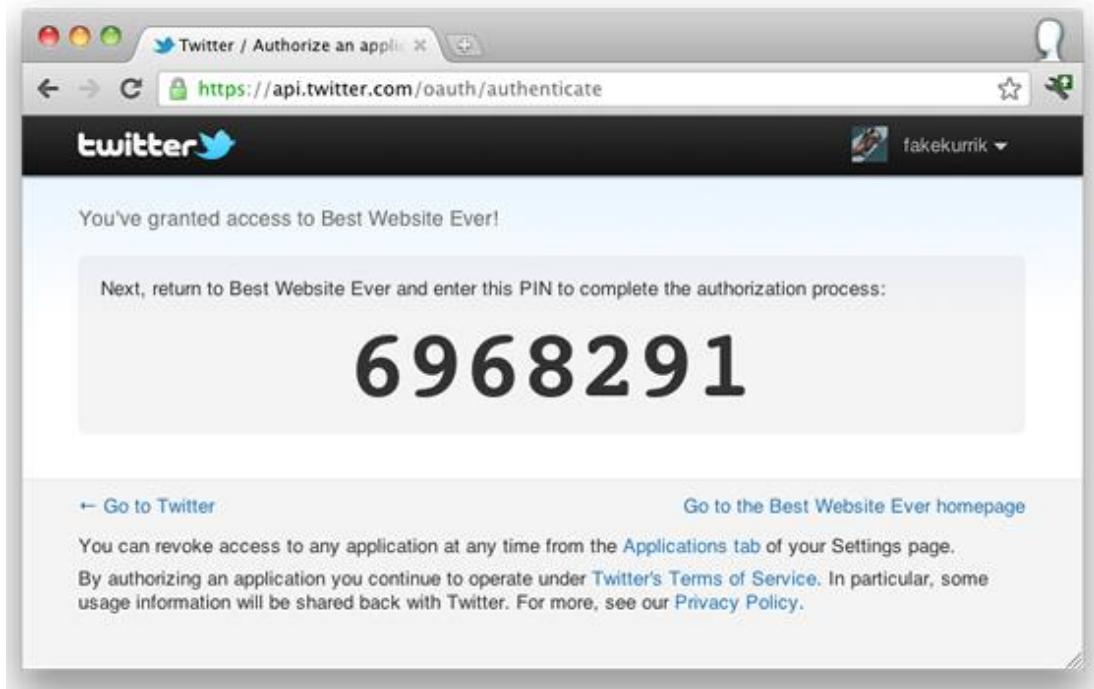 Twitter / Authorize an applic
https://api.twitter.com/oauth/authenticate
twitter
fakekurrik
You've granted access to Best Website Ever!
Next, return to Best Website Ever and enter this PIN to complete the authorization process:
6968291
← Go to Twitter
Go to the Best Website Ever homepage
You can revoke access to any application at any time from the Applications tab of your Settings page.
By authorizing an application you continue to operate under Twitter's Terms of Service. In particular, some
usage information will be shared back with Twitter. For more, see our Privacy Policy.